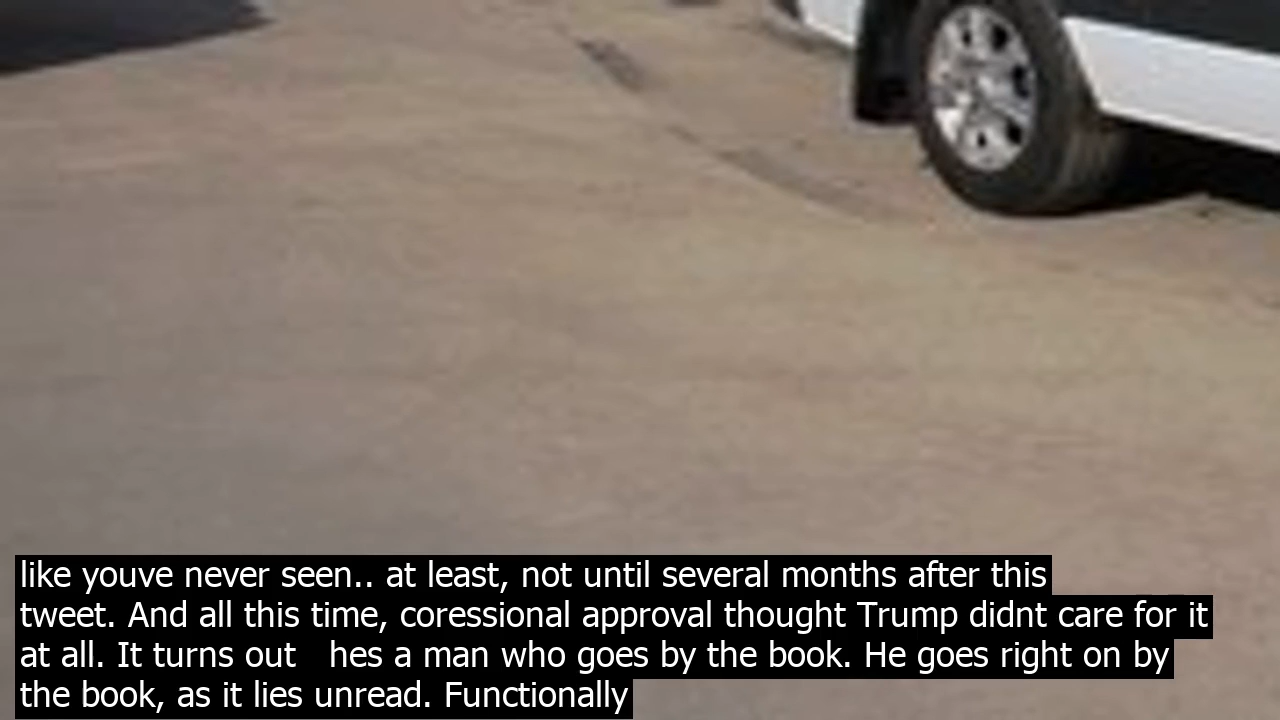 like youve never seen.. at least, not until several months after this
tweet. And all this time, coressional approval thought Trump didnt care for it
at all. It turns out   hes a man who goes by the book. He goes right on by
the book, as it lies unread. Functionally